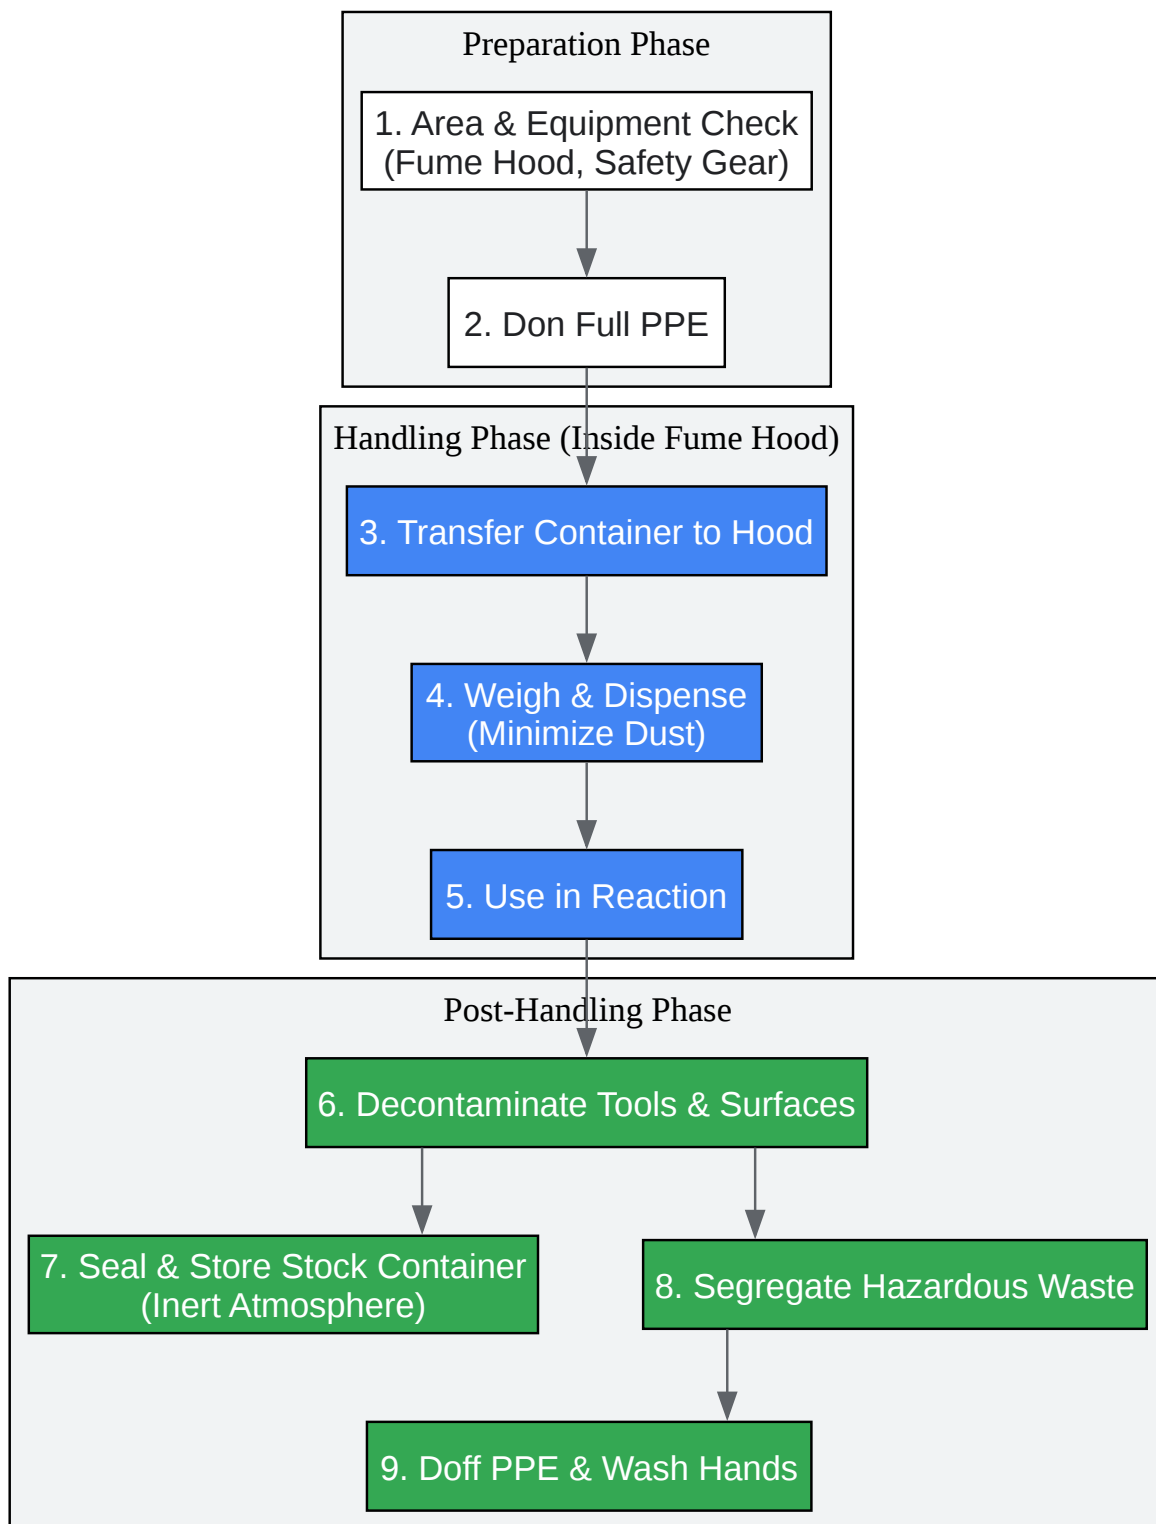 Preparation Phase
1. Area & Equipment Check
(Fume Hood, Safety Gear)
2. Don Full PPE
Handling Phase (Inside Fume Hood)
3. Transfer Container to Hood
4. Weigh & Dispense
(Minimize Dust)
5. Use in Reaction
Post-Handling Phase
6. Decontaminate Tools & Surfaces
7. Seal & Store Stock Container
(Inert Atmosphere)
8. Segregate Hazardous Waste
9. Doff PPE & Wash Hands